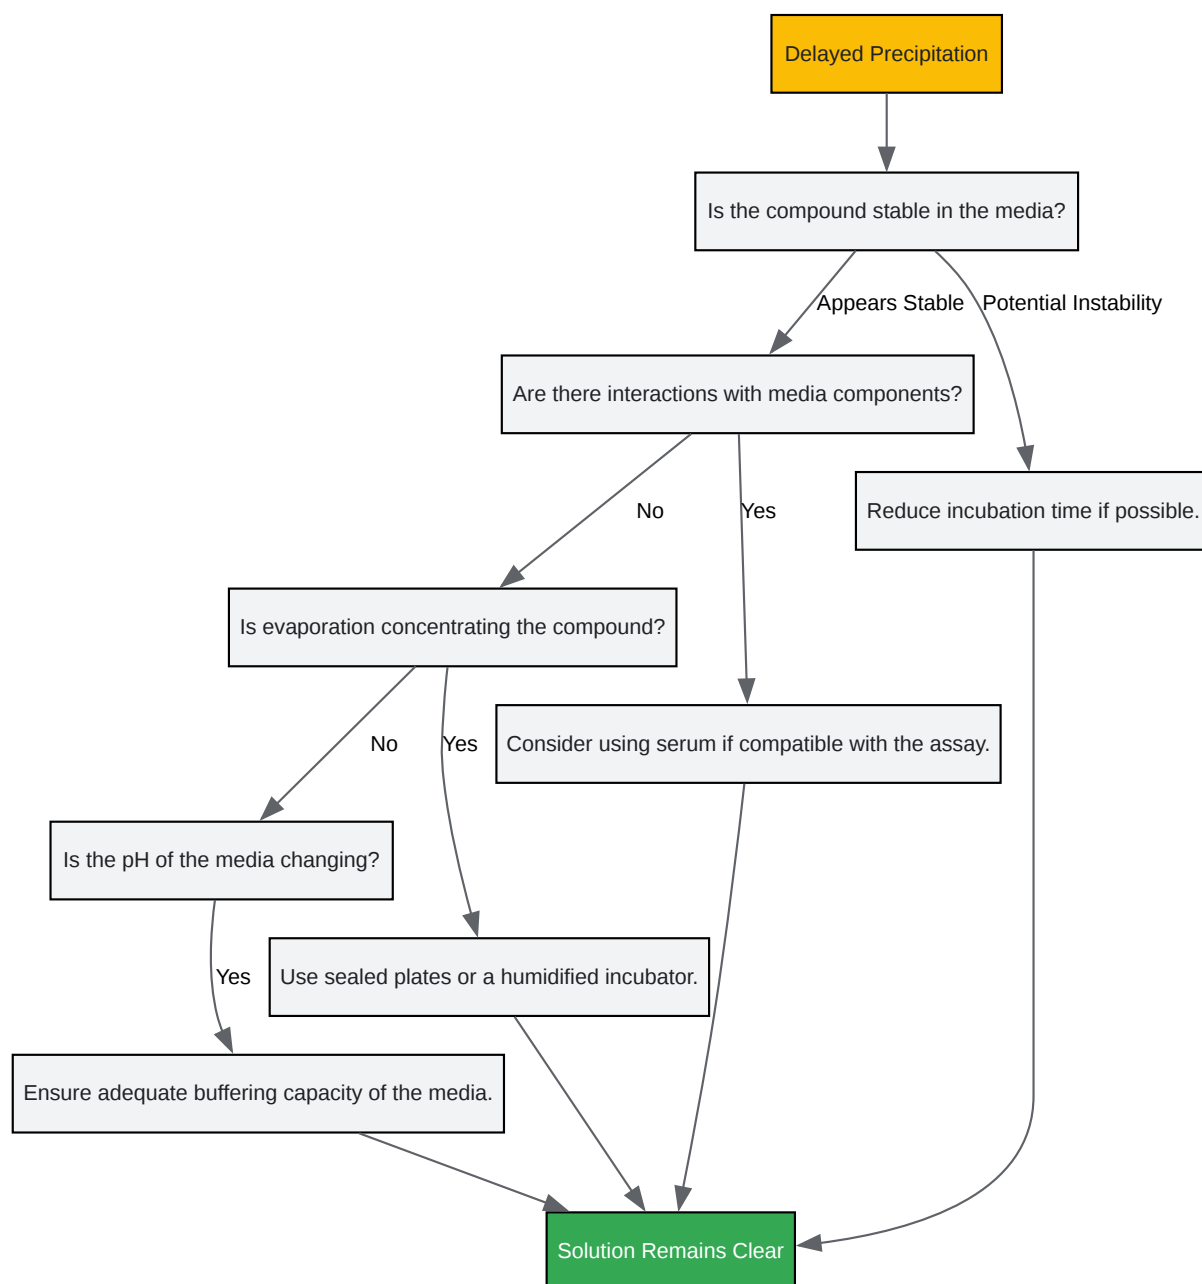 Delayed Precipitation
Is the compound stable in the media?
Appears Stable
Potential Instability
Are there interactions with media components?
No
Yes
Reduce incubation time if possible.
Is evaporation concentrating the compound?
No
Yes
Consider using serum if compatible with the assay.
Is the pH of the media changing?
Yes
Use sealed plates or a humidified incubator.
Ensure adequate buffering capacity of the media.
Solution Remains Clear